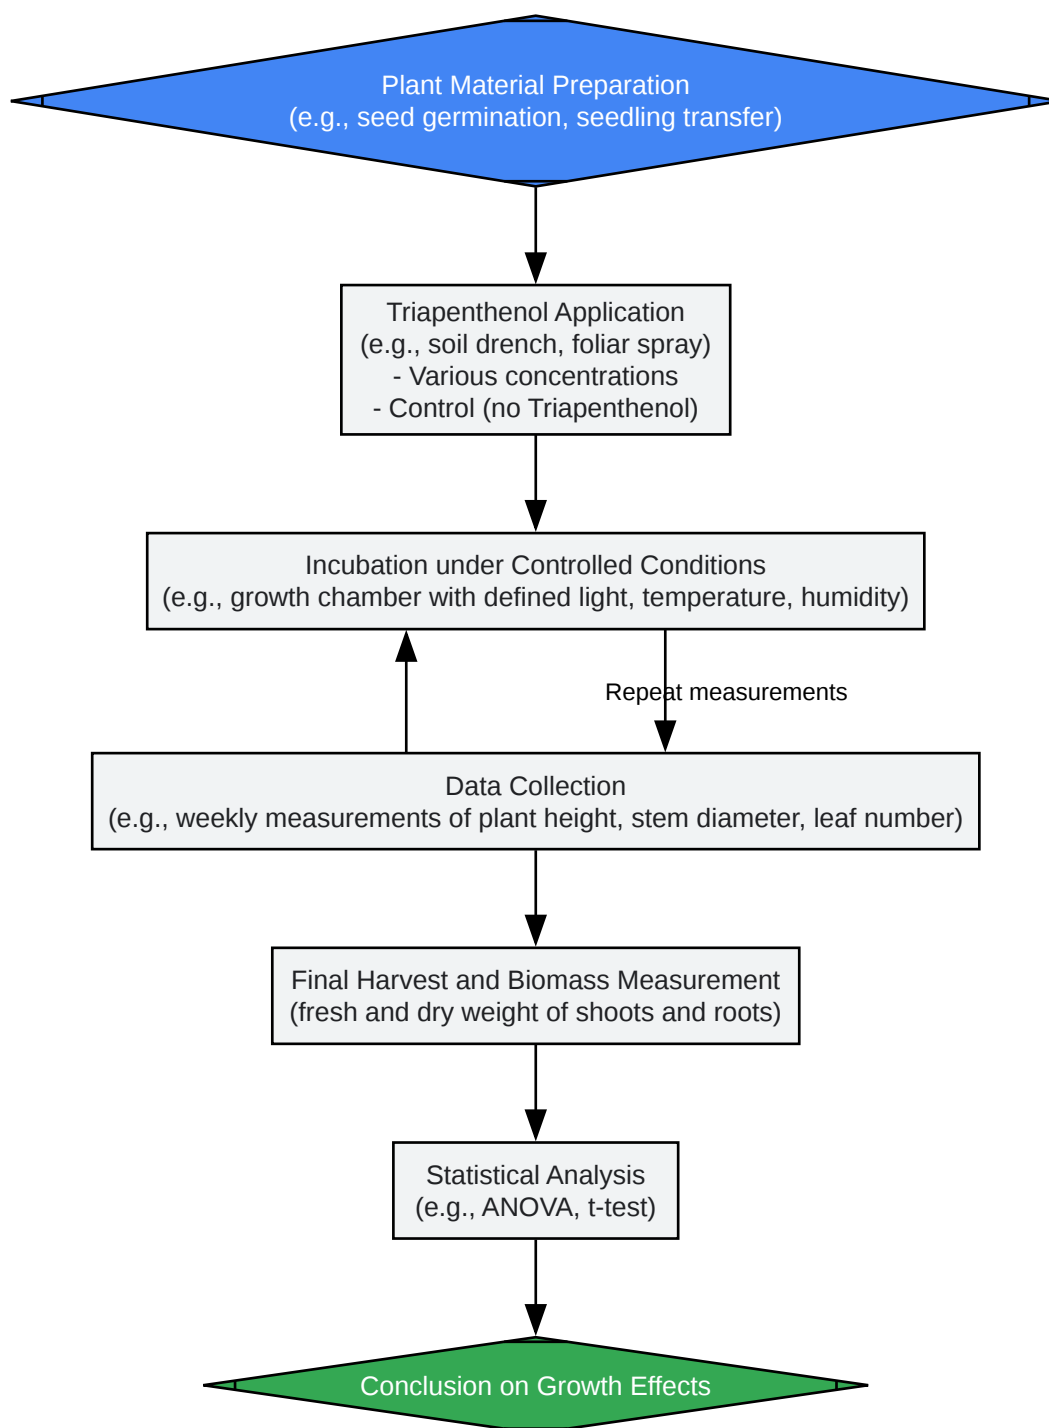 Plant Material Preparation
(e.g., seed germination, seedling transfer)
Triapenthenol Application
(e.g., soil drench, foliar spray)
- Various concentrations
- Control (no Triapenthenol)
Incubation under Controlled Conditions
(e.g., growth chamber with defined light, temperature, humidity)
Repeat measurements
Data Collection
(e.g., weekly measurements of plant height, stem diameter, leaf number)
Final Harvest and Biomass Measurement
(fresh and dry weight of shoots and roots)
Statistical Analysis
(e.g., ANOVA, t-test)
Conclusion on Growth Effects